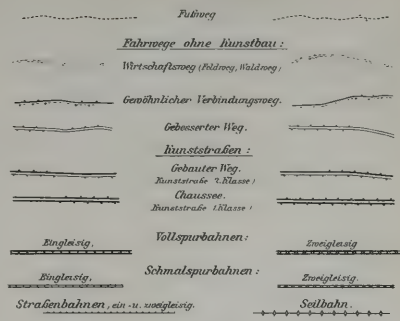 Fußweg
Fahrwege ohne Kunstbau:
Wirtschaftsweg (Feldweg, Waldweg)
Gewöhnlicher Verbindungsweg.
Gebesserter Weg.
Kunststraßen:
Gebauter Weg.
(Kunststraße 2. Klasse)
Chaussee.
(Kunststraße 1. Klasse)
Vollspurbahnen:
Eingleisig. Zweigleisig
Schmalspurbahnen:
Eingleisig, Zweigleisig.
Straßenbahnen, ein -u. zweigleisig. Seilbahn.